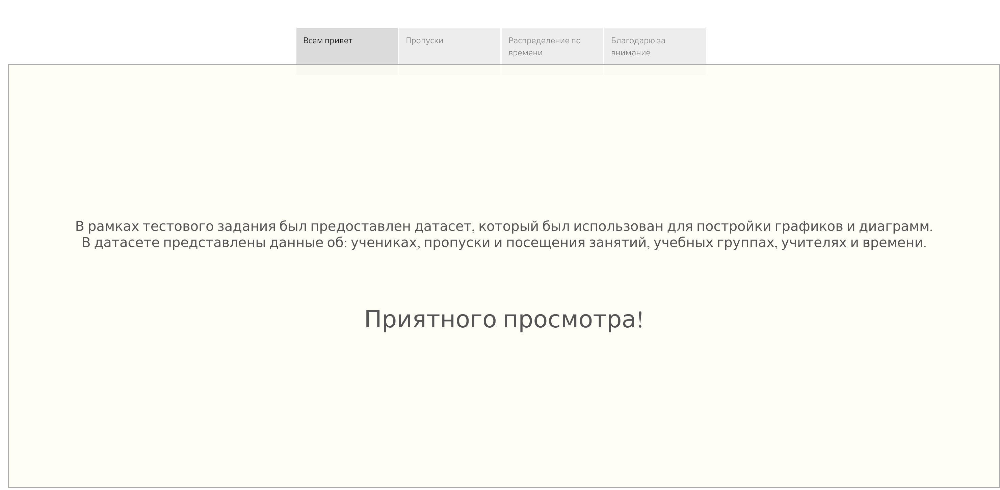 Всем привет
Пропуски
Распределение по
времени
Благодарю за
внимание
В рамках тестового задания был предоставлен датасет, который был использован для постройки графиков и диаграмм.
В датасете представлены данные об: учениках, пропуски и посещения занятий, учебных группах, учителях и времени.
Приятного просмотра!